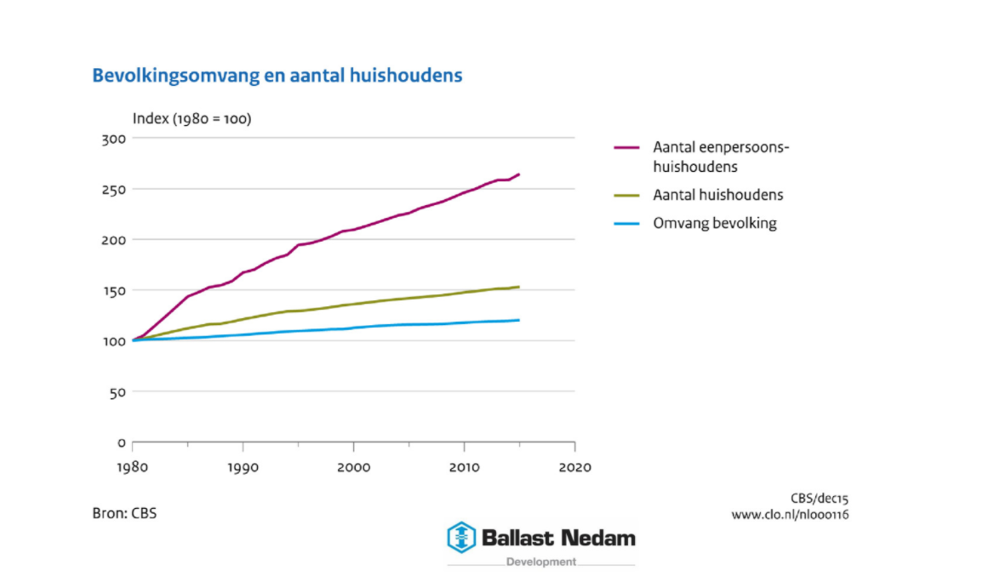 Bevolkingsomvang en aantal huishoudens
Index (1980 = 100)
300
250
200
150
100
50
0
1980
1990
2000
2010
2020
Aantal eenpersoons-
huishoudens
Aantal huishoudens
Omvang bevolking
Bron: CBS
CBS/dec15
www.clo.nl/nl000116
Ballast Nedam
Development